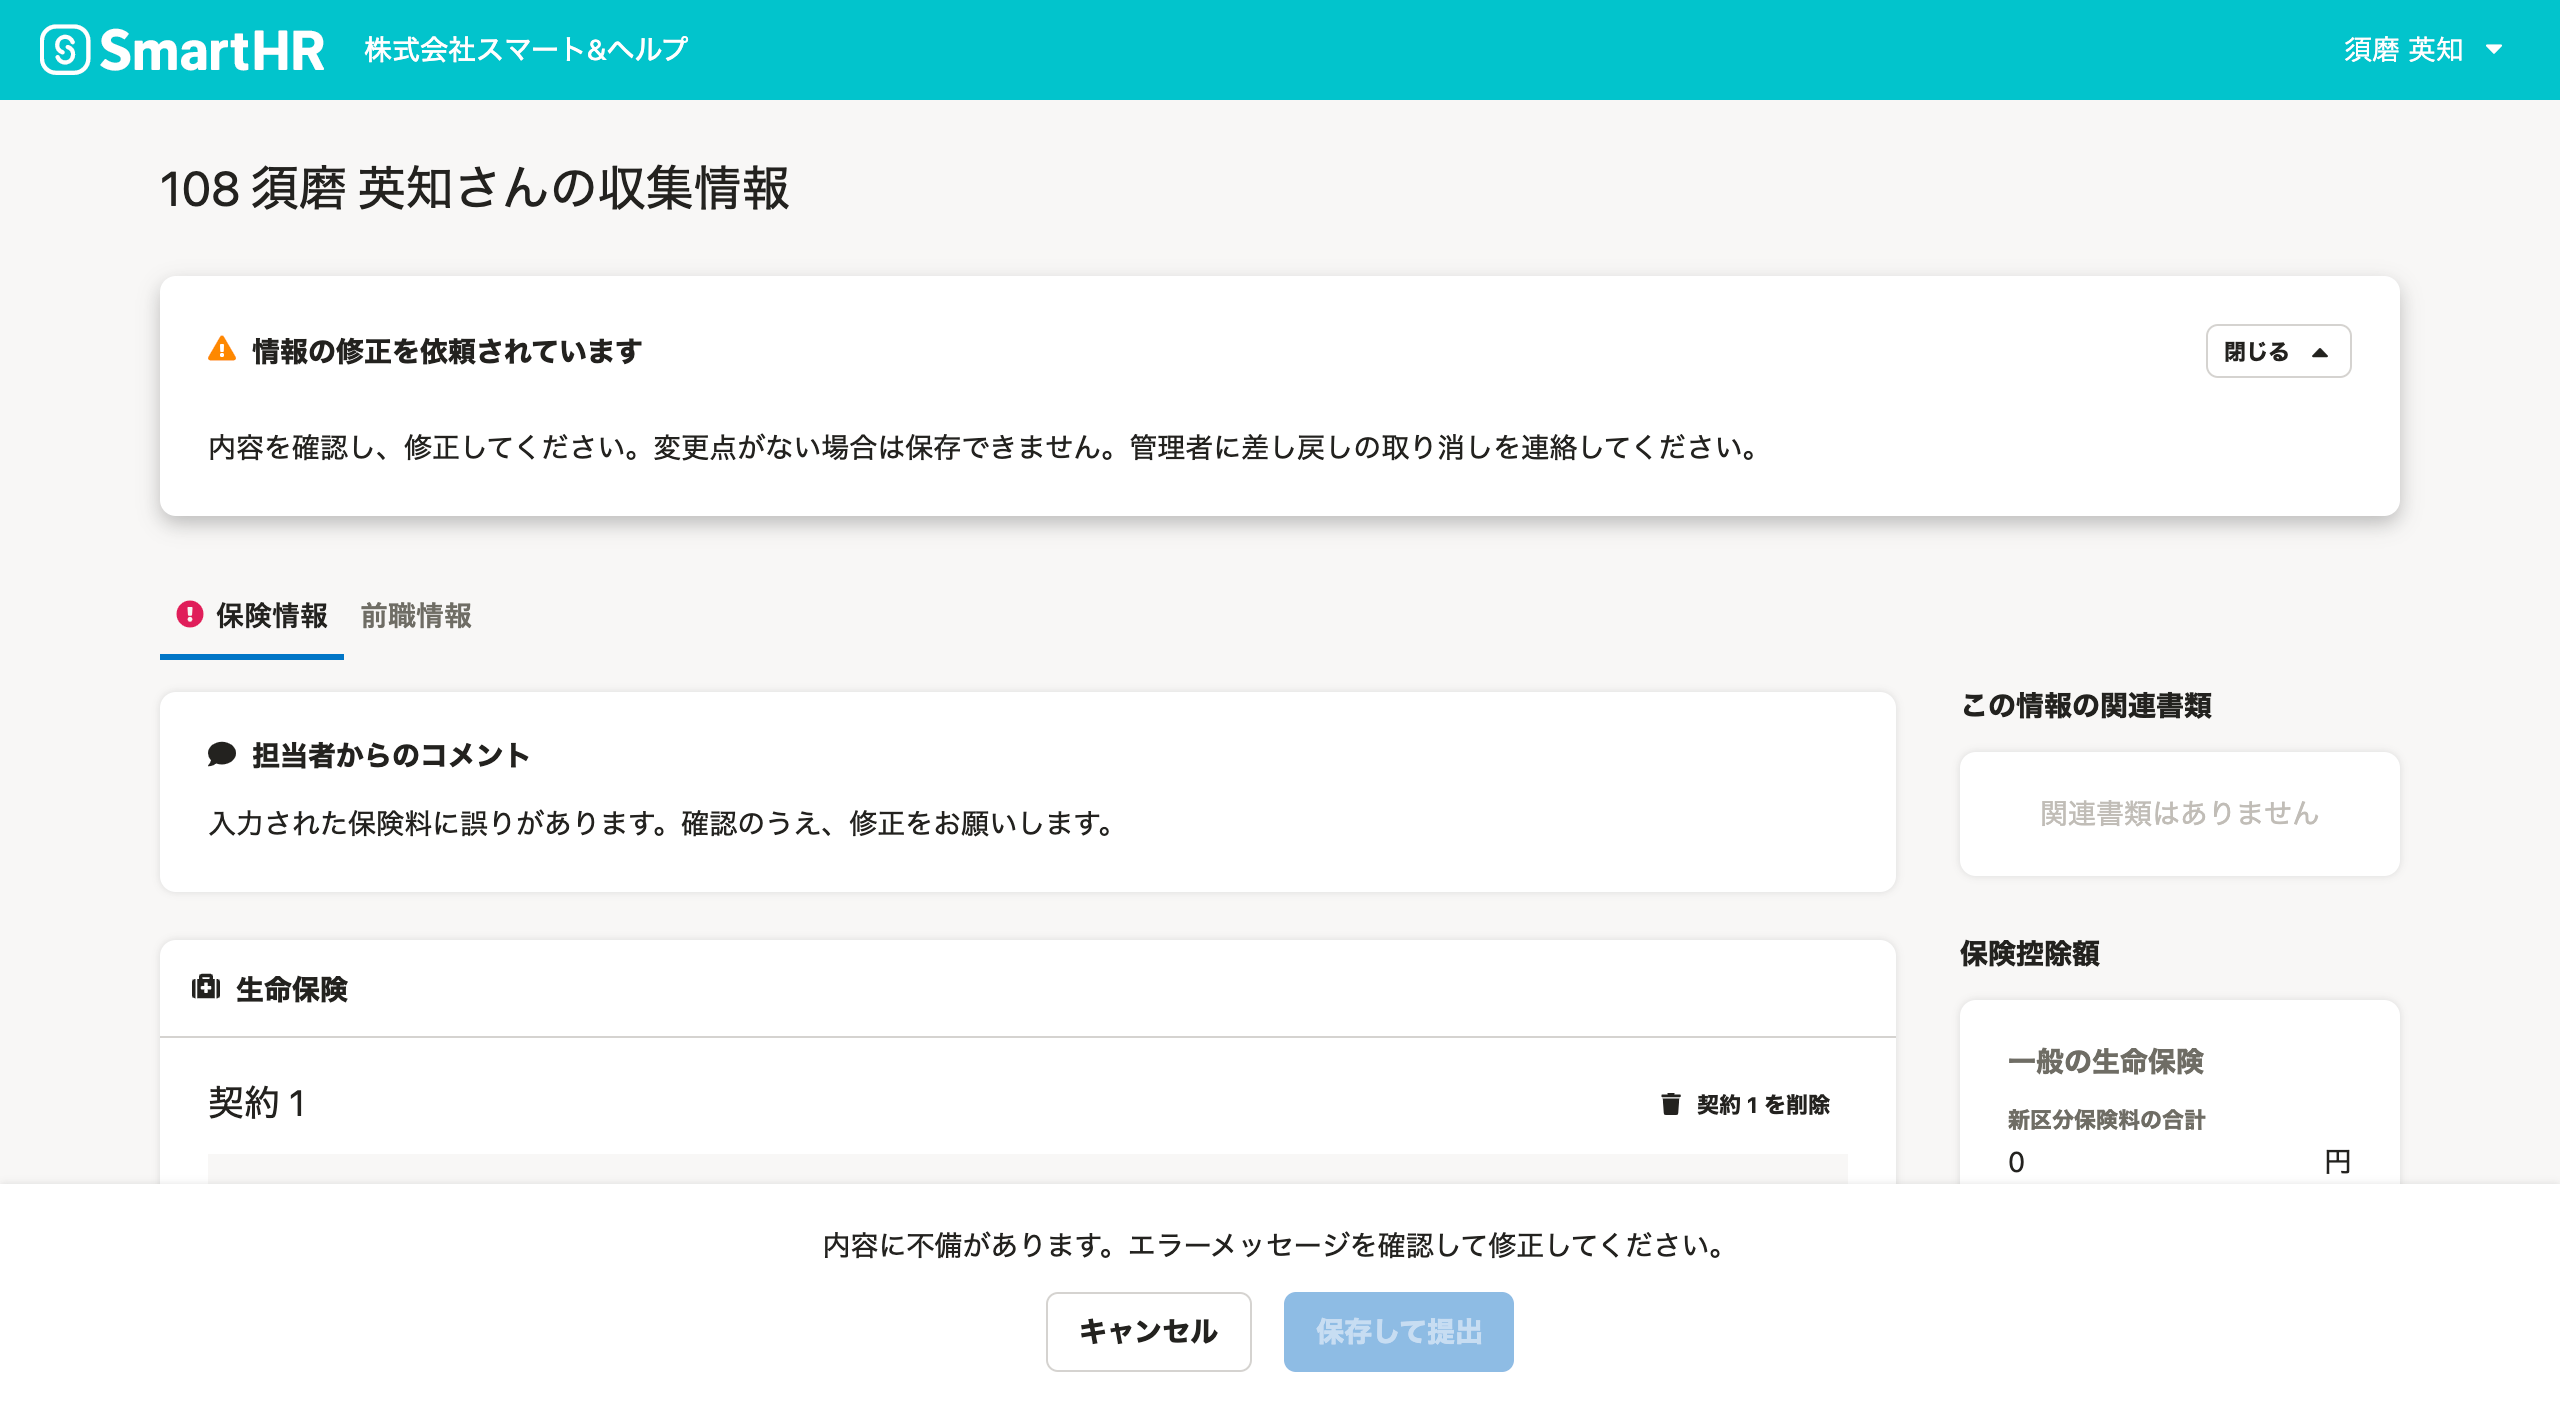 SmartHR 株式会社スマート&ヘルプ 須磨 英知
108 須磨 英知さんの収集情報
情報の修正を依頼されています 閉じる
内容を確認し、修正してください。変更点がない場合は保存できません。管理者に差し戻しの取り消しを連絡してください。
保険情報 前職情報
担当者からのコメント
入力された保険料に誤りがあります。確認のうえ、修正をお願いします。
この情報の関連書類
関連書類はありません
生命保険
契約 1 契約 1 を削除
保険控除額
一般の生命保険
新区分保険料の合計
0 円
内容に不備があります。エラーメッセージを確認して修正してください。
キャンセル 保存して提出